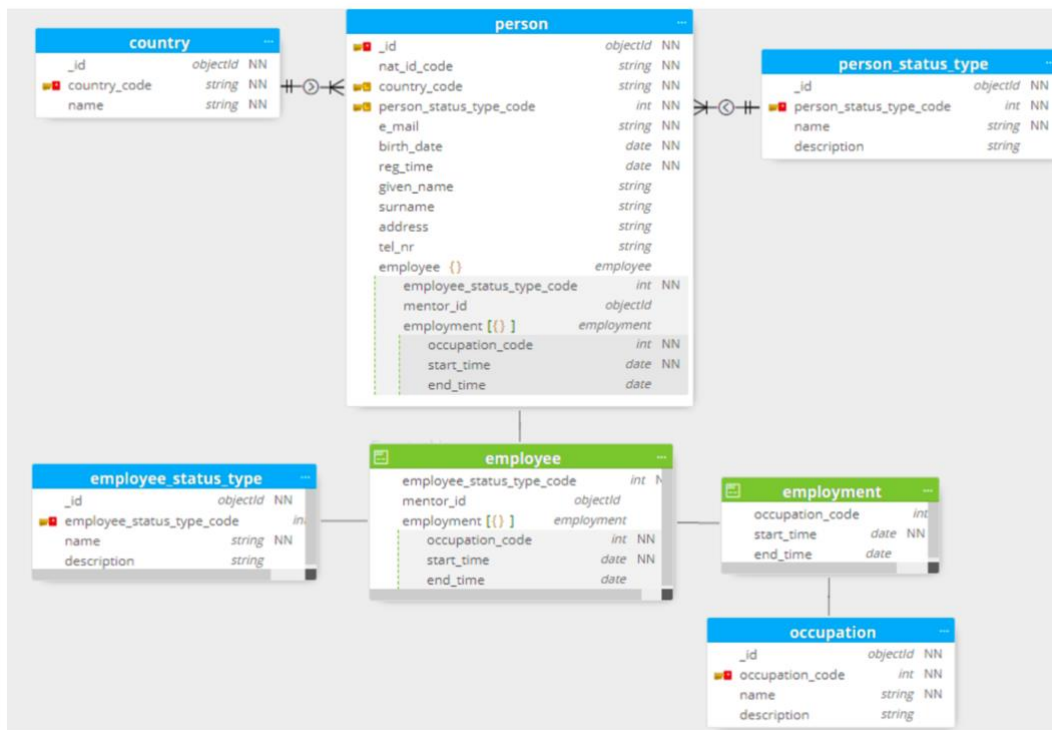 country ...
_id objectId NN
country_code string NN
name string NN
person ...
_id objectId NN
nat_id_code string NN
country_code string NN
person_status_type_code int NN
e_mail string NN
birth_date date NN
reg_time date NN
given_name string
surname string
address string
tel_nr string
employee {} employee
employee_status_type_code int NN
mentor_id objectId
employment [{} ] employment
occupation_code int NN
start_time date NN
end_time date
person_status_type ...
_id objectId NN
person_status_type_code int NN
name string NN
description string
employee_status_type ...
_id objectId NN
employee_status_type_code
name string NN
description string
employee ...
employee_status_type_code int
mentor_id objectId
employment [{} ] employment
occupation_code int NN
start_time date NN
end_time date
employment ...
occupation_code int
start_time date NN
end_time date
occupation ...
_id objectId NN
occupation_code int NN
name string NN
description string